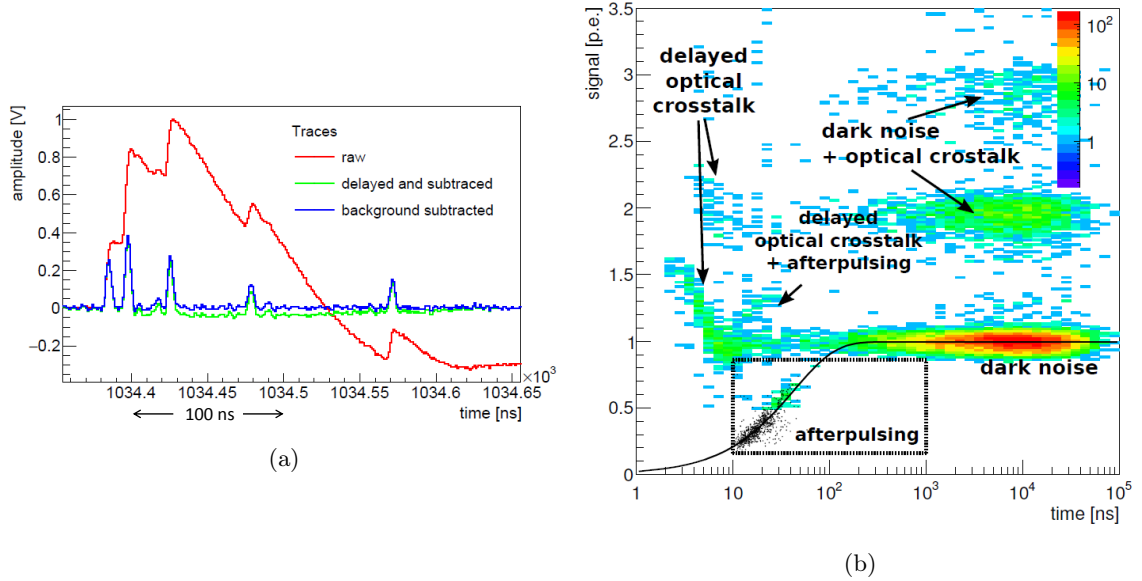 amplitude [V]
1
0.8
0.6
0.4
0.2
0
−0.2
Traces
raw
delayed and subtraced
background subtracted
1034.4
1034.45
1034.5
1034.55
1034.6
1034.65
×10³
time [ns]
100 ns
(a)
signal [p.e.]
3.5
3
2.5
2
1.5
1
0.5
0
delayed
optical
crosstalk
dark noise
+ optical crostalk
delayed
optical crosstalk
+ afterpulsing
dark noise
afterpulsing
10²
10
1
1
10
10²
10³
10⁴
10⁵
time [ns]
(b)